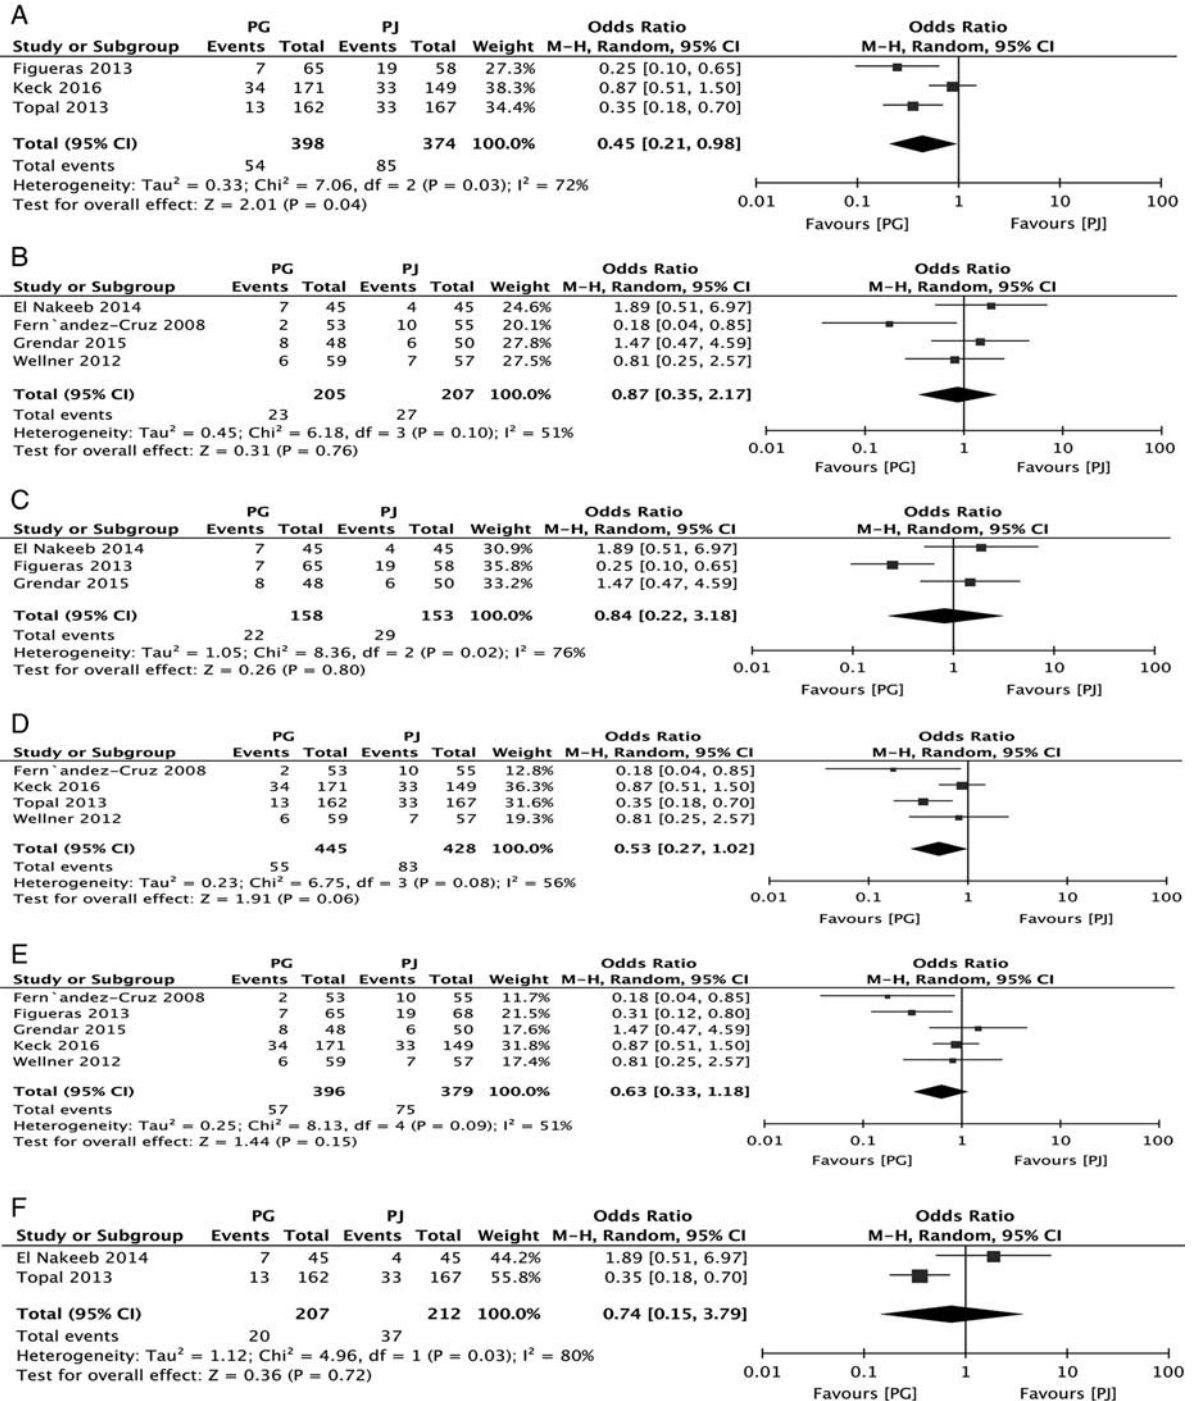 A
PG PJ Odds Ratio Odds Ratio
Study or Subgroup Events Total Events Total Weight M-H, Random, 95% CI M-H, Random, 95% CI
Figueras 2013 7 65 19 58 27.3% 0.25 [0.10, 0.65]
Keck 2016 34 171 33 149 38.3% 0.87 [0.51, 1.50]
Topal 2013 13 162 33 167 34.4% 0.35 [0.18, 0.70]
Total (95% CI) 398 374 100.0% 0.45 [0.21, 0.98]
Total events 54 85
Heterogeneity: Tau² = 0.33; Chi² = 7.06, df = 2 (P = 0.03); I² = 72%
Test for overall effect: Z = 2.01 (P = 0.04)
0.01 0.1 1 10 100
Favours [PG] Favours [PJ]
B
PG PJ Odds Ratio Odds Ratio
Study or Subgroup Events Total Events Total Weight M-H, Random, 95% CI M-H, Random, 95% CI
El Nakeeb 2014 7 45 4 45 24.6% 1.89 [0.51, 6.97]
Fern`andez-Cruz 2008 2 53 10 55 20.1% 0.18 [0.04, 0.85]
Grendar 2015 8 48 6 50 27.8% 1.47 [0.47, 4.59]
Wellner 2012 6 59 7 57 27.5% 0.81 [0.25, 2.57]
Total (95% CI) 205 207 100.0% 0.87 [0.35, 2.17]
Total events 23 27
Heterogeneity: Tau² = 0.45; Chi² = 6.18, df = 3 (P = 0.10); I² = 51%
Test for overall effect: Z = 0.31 (P = 0.76)
0.01 0.1 1 10 100
Favours [PG] Favours [PJ]
C
PG PJ Odds Ratio Odds Ratio
Study or Subgroup Events Total Events Total Weight M-H, Random, 95% CI M-H, Random, 95% CI
El Nakeeb 2014 7 45 4 45 30.9% 1.89 [0.51, 6.97]
Figueras 2013 7 65 19 58 35.8% 0.25 [0.10, 0.65]
Grendar 2015 8 48 6 50 33.2% 1.47 [0.47, 4.59]
Total (95% CI) 158 153 100.0% 0.84 [0.22, 3.18]
Total events 22 29
Heterogeneity: Tau² = 1.05; Chi² = 8.36, df = 2 (P = 0.02); I² = 76%
Test for overall effect: Z = 0.26 (P = 0.80)
0.01 0.1 1 10 100
Favours [PG] Favours [PJ]
D
PG PJ Odds Ratio Odds Ratio
Study or Subgroup Events Total Events Total Weight M-H, Random, 95% CI M-H, Random, 95% CI
Fern`andez-Cruz 2008 2 53 10 55 12.8% 0.18 [0.04, 0.85]
Keck 2016 34 171 33 149 36.3% 0.87 [0.51, 1.50]
Topal 2013 13 162 33 167 31.6% 0.35 [0.18, 0.70]
Wellner 2012 6 59 7 57 19.3% 0.81 [0.25, 2.57]
Total (95% CI) 445 428 100.0% 0.53 [0.27, 1.02]
Total events 55 83
Heterogeneity: Tau² = 0.23; Chi² = 6.75, df = 3 (P = 0.08); I² = 56%
Test for overall effect: Z = 1.91 (P = 0.06)
0.01 0.1 1 10 100
Favours [PG] Favours [PJ]
E
PG PJ Odds Ratio Odds Ratio
Study or Subgroup Events Total Events Total Weight M-H, Random, 95% CI M-H, Random, 95% CI
Fern`andez-Cruz 2008 2 53 10 55 11.7% 0.18 [0.04, 0.85]
Figueras 2013 7 65 19 68 21.5% 0.31 [0.12, 0.80]
Grendar 2015 8 48 6 50 17.6% 1.47 [0.47, 4.59]
Keck 2016 34 171 33 149 31.8% 0.87 [0.51, 1.50]
Wellner 2012 6 59 7 57 17.4% 0.81 [0.25, 2.57]
Total (95% CI) 396 379 100.0% 0.63 [0.33, 1.18]
Total events 57 75
Heterogeneity: Tau² = 0.25; Chi² = 8.13, df = 4 (P = 0.09); I² = 51%
Test for overall effect: Z = 1.44 (P = 0.15)
0.01 0.1 1 10 100
Favours [PG] Favours [PJ]
F
PG PJ Odds Ratio Odds Ratio
Study or Subgroup Events Total Events Total Weight M-H, Random, 95% CI M-H, Random, 95% CI
El Nakeeb 2014 7 45 4 45 44.2% 1.89 [0.51, 6.97]
Topal 2013 13 162 33 167 55.8% 0.35 [0.18, 0.70]
Total (95% CI) 207 212 100.0% 0.74 [0.15, 3.79]
Total events 20 37
Heterogeneity: Tau² = 1.12; Chi² = 4.96, df = 1 (P = 0.03); I² = 80%
Test for overall effect: Z = 0.36 (P = 0.72)
0.01 0.1 1 10 100
Favours [PG] Favours [PJ]